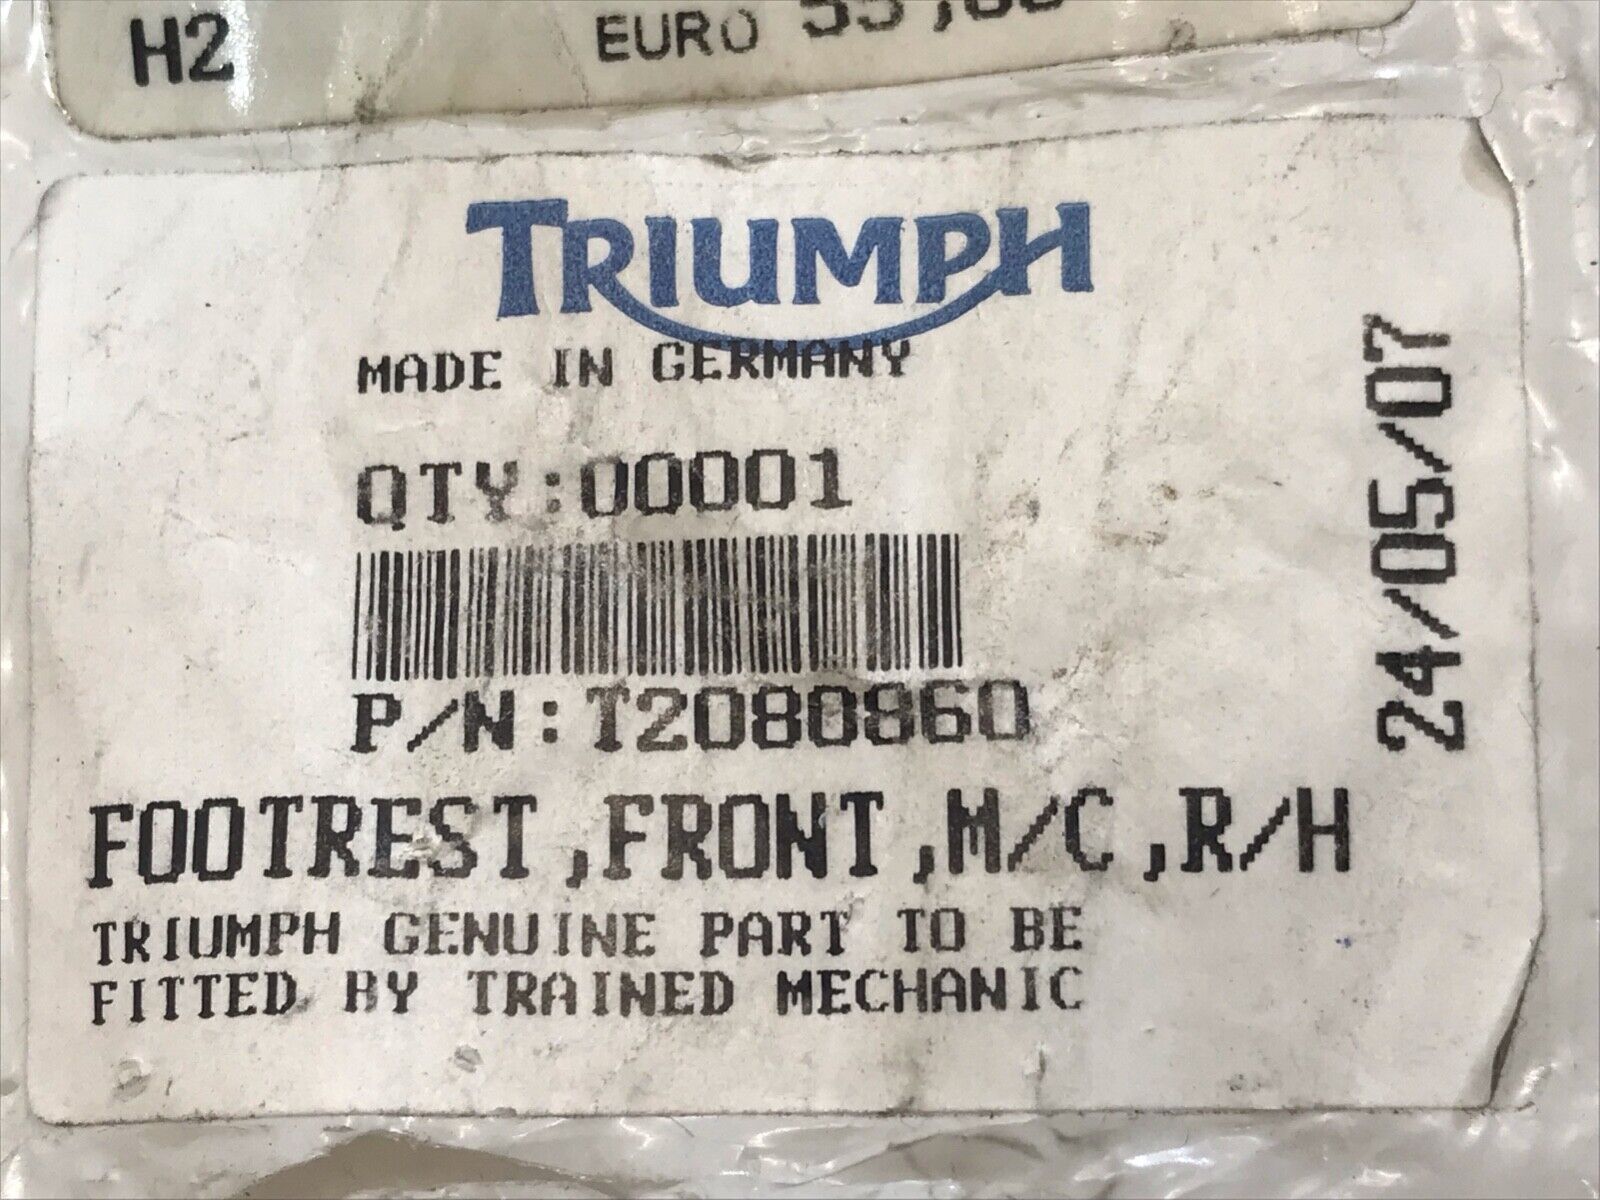 H2
EURO
TRIUMPH
MADE IN GERMANY
QTY:00001
P/N:T2080860
FOOTREST,FRONT,M/C,R/H
TRIUMPH GENUINE PART TO BE
FITTED BY TRAINED MECHANIC
24/05/07